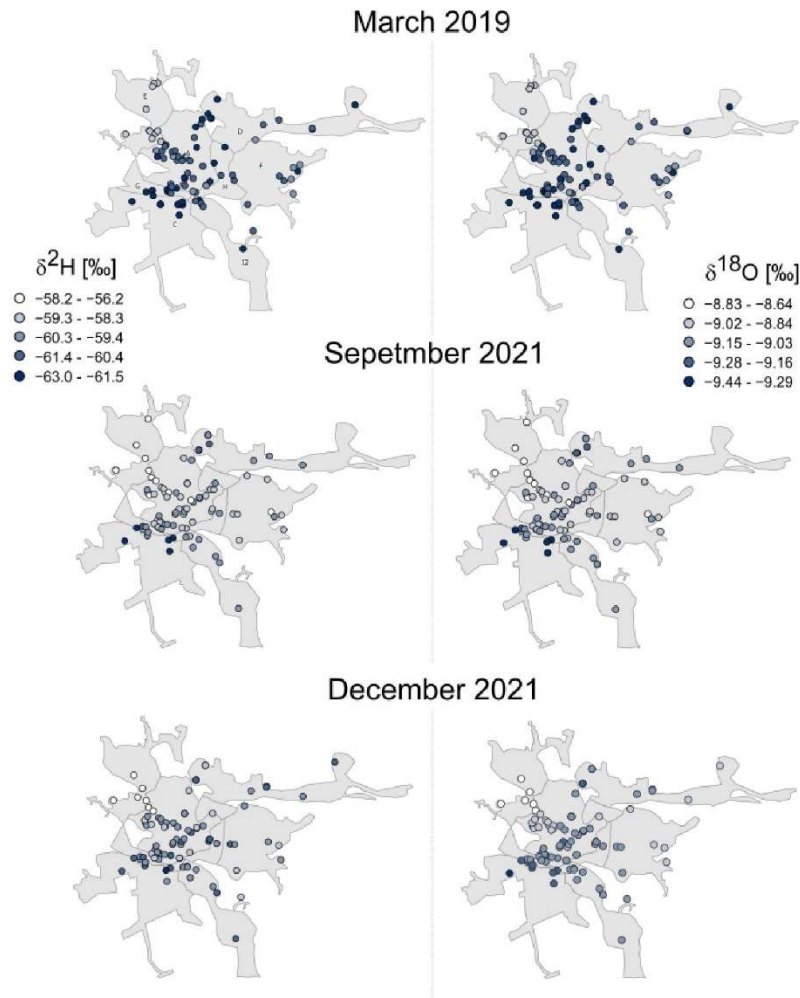 March 2019
E
D
A
F
G
H
C
I2
δ²H [‰]
−58.2 - −56.2
−59.3 - −58.3
−60.3 - −59.4
−61.4 - −60.4
−63.0 - −61.5
δ¹⁸O [‰]
−8.83 - −8.64
−9.02 - −8.84
−9.15 - −9.03
−9.28 - −9.16
−9.44 - −9.29
Sepetmber 2021
December 2021